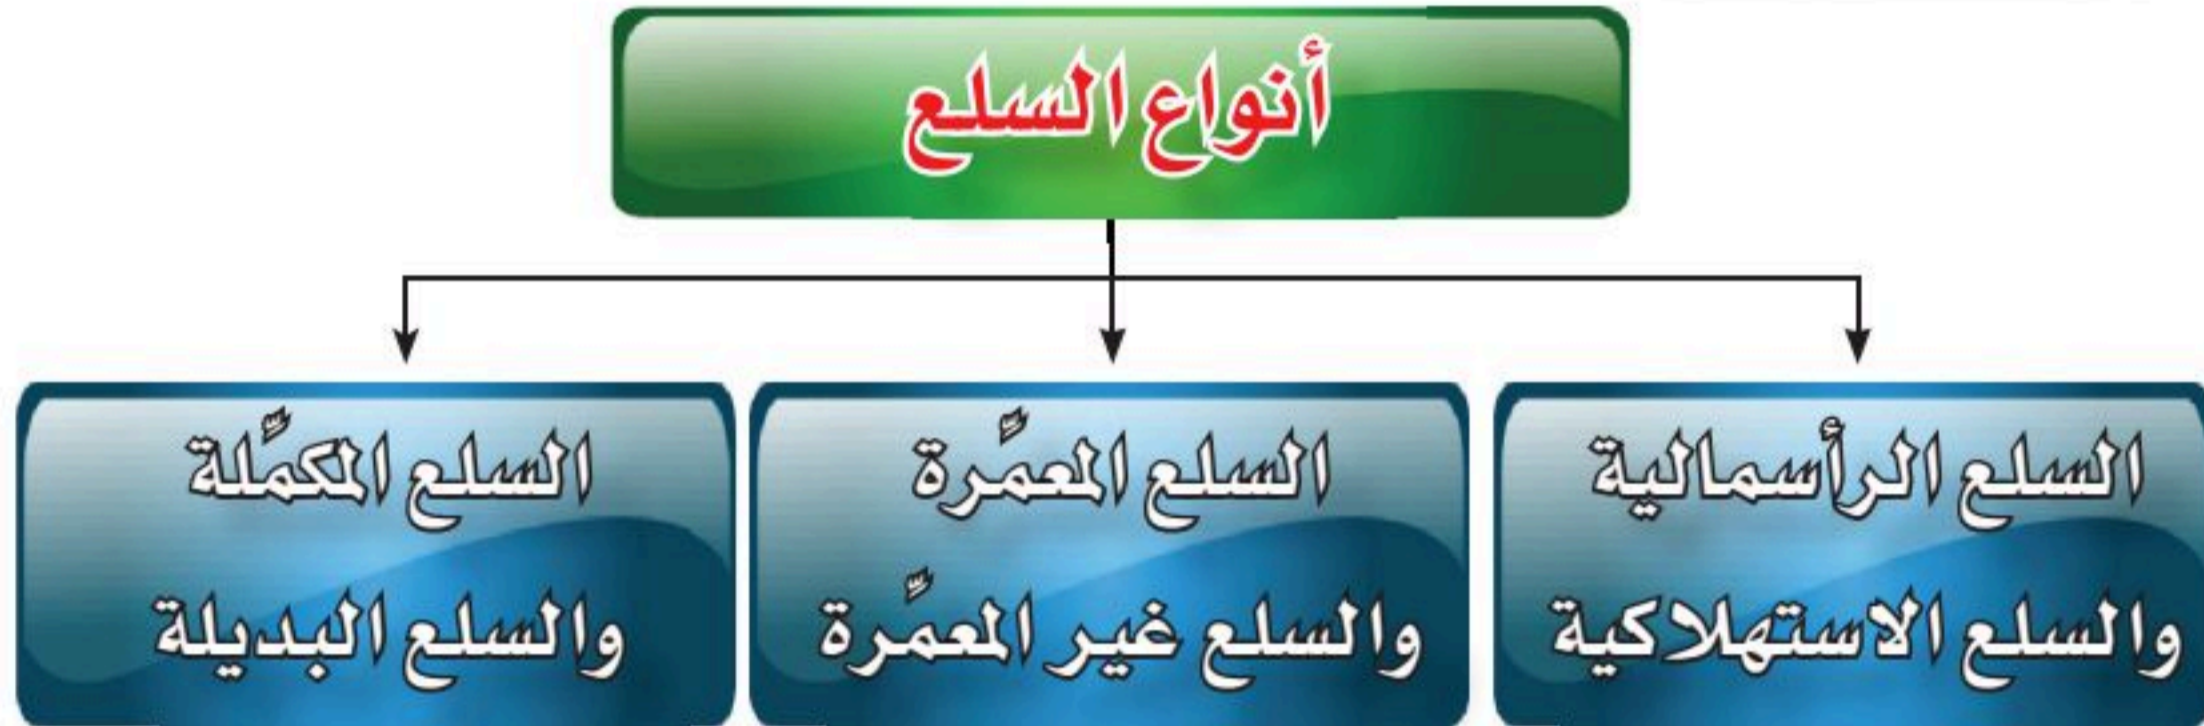 أنواع السلع
السلع الرأسمالية
والسلع الاستهلاكية
السلع المعمَّرة
والسلع غير المعمَّرة
السلع المكمَّلة
والسلع البديلة